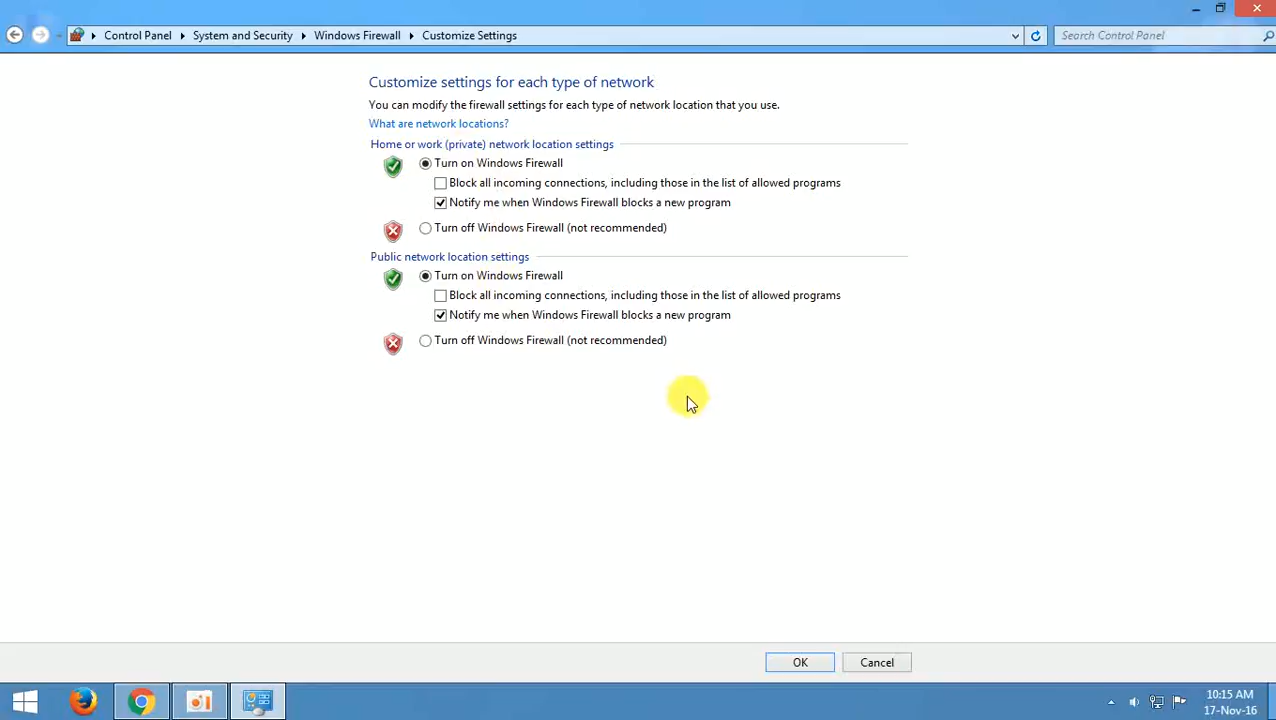 Control Panel System and Security Windows Firewall Customize Settings
Search Control Panel
Customize settings for each type of network
You can modify the firewall settings for each type of network location that you use.
What are network locations?
Home or work (private) network location settings
Turn on Windows Firewall
Block all incoming connections, including those in the list of allowed programs
Notify me when Windows Firewall blocks a new program
Turn off Windows Firewall (not recommended)
Public network location settings
Turn on Windows Firewall
Block all incoming connections, including those in the list of allowed programs
Notify me when Windows Firewall blocks a new program
Turn off Windows Firewall (not recommended)
OK Cancel
10:15 AM
17-Nov-16